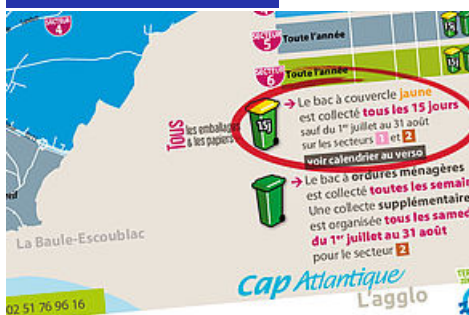 SECTEUR
4
SECTEUR
5
Toute l'année
SECTEUR
6
Toute l'année
TOUS
les emballages
& les papiers
15j
→ Le bac à couvercle jaune
est collecté tous les 15 jours
sauf du 1er juillet au 31 août
sur les secteurs 1 et 2
voir calendrier au verso
→ Le bac à ordures ménagères
est collecté toutes les semai
Une collecte supplémentaire
est organisée tous les samed
du 1er juillet au 31 août
pour le secteur 2
La Baule-Escoublac
Cap Atlantique
L'agglo
02 51 76 96 16